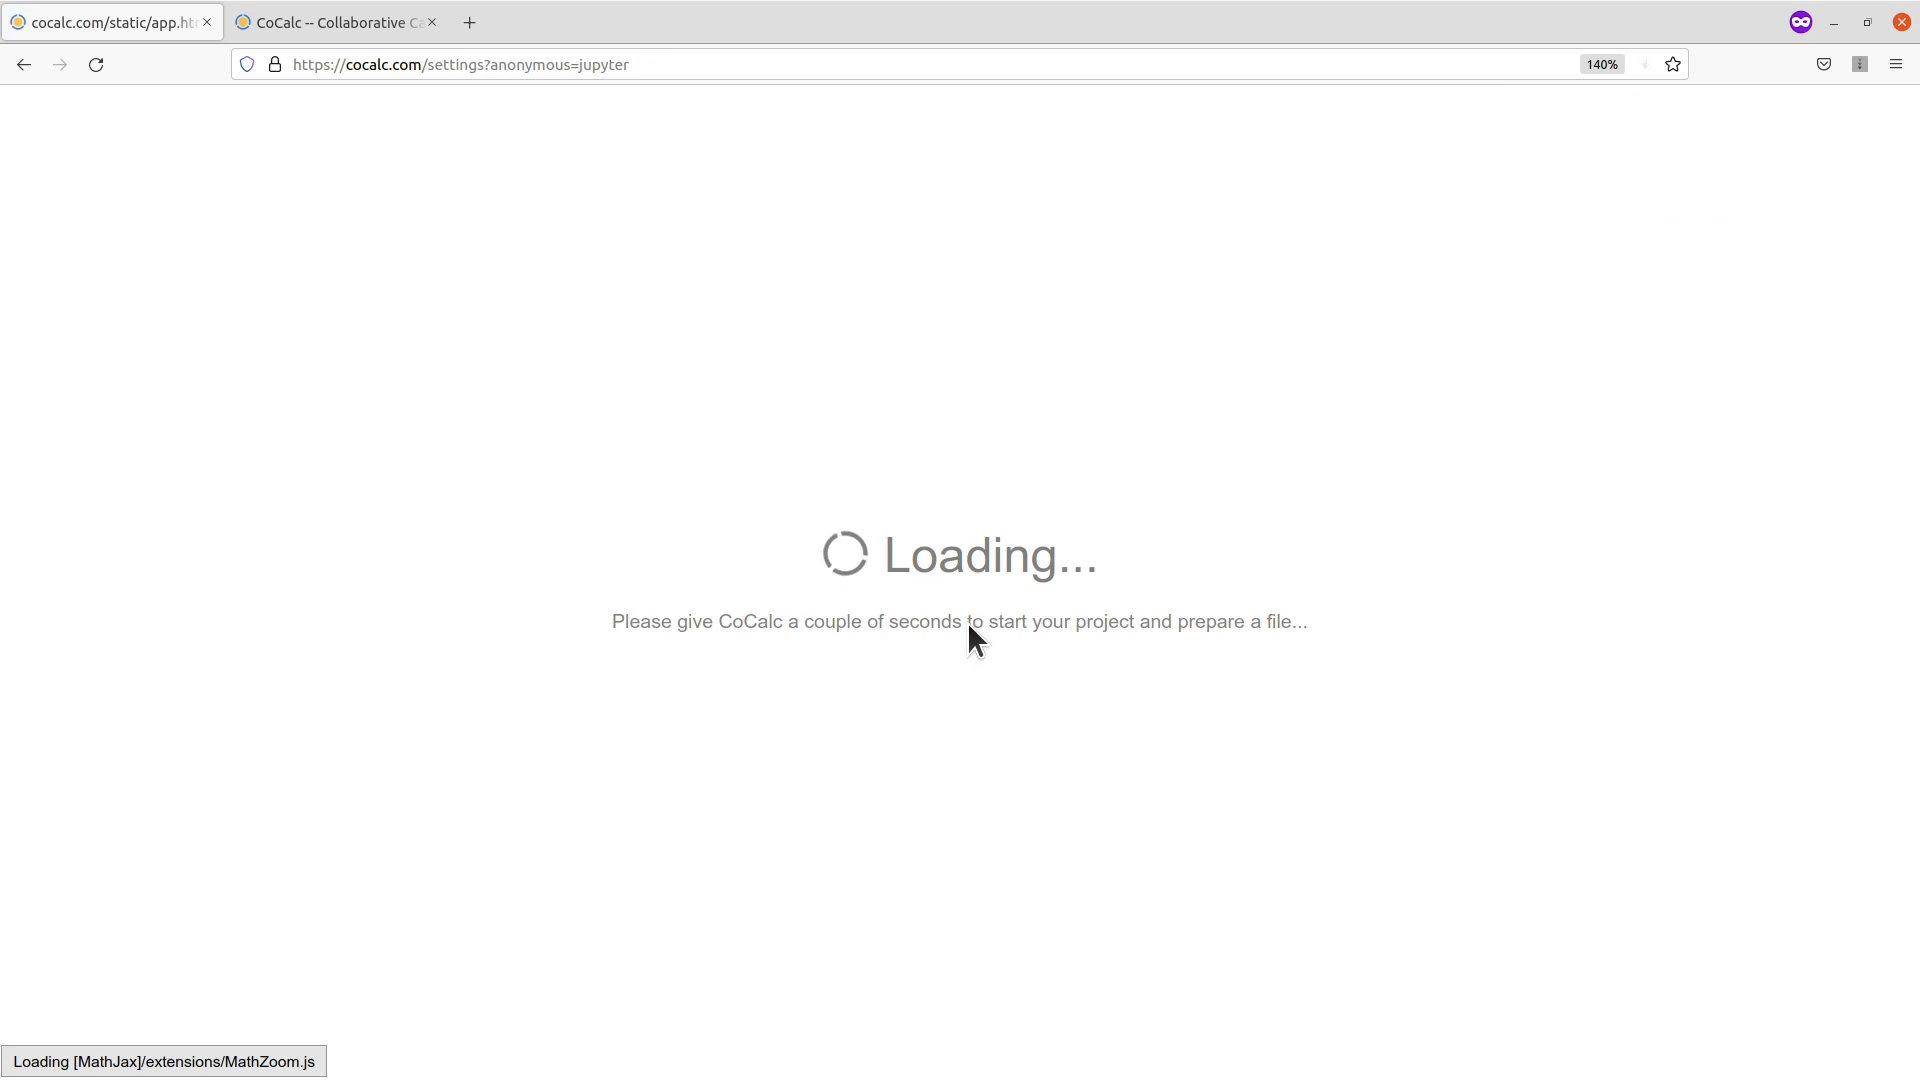 cocalc.com/static/app.ht
CoCalc -- Collaborative Ca
https://cocalc.com/settings?anonymous=jupyter
140%
Loading...
Please give CoCalc a couple of seconds to start your project and prepare a file...
Loading [MathJax]/extensions/MathZoom.js